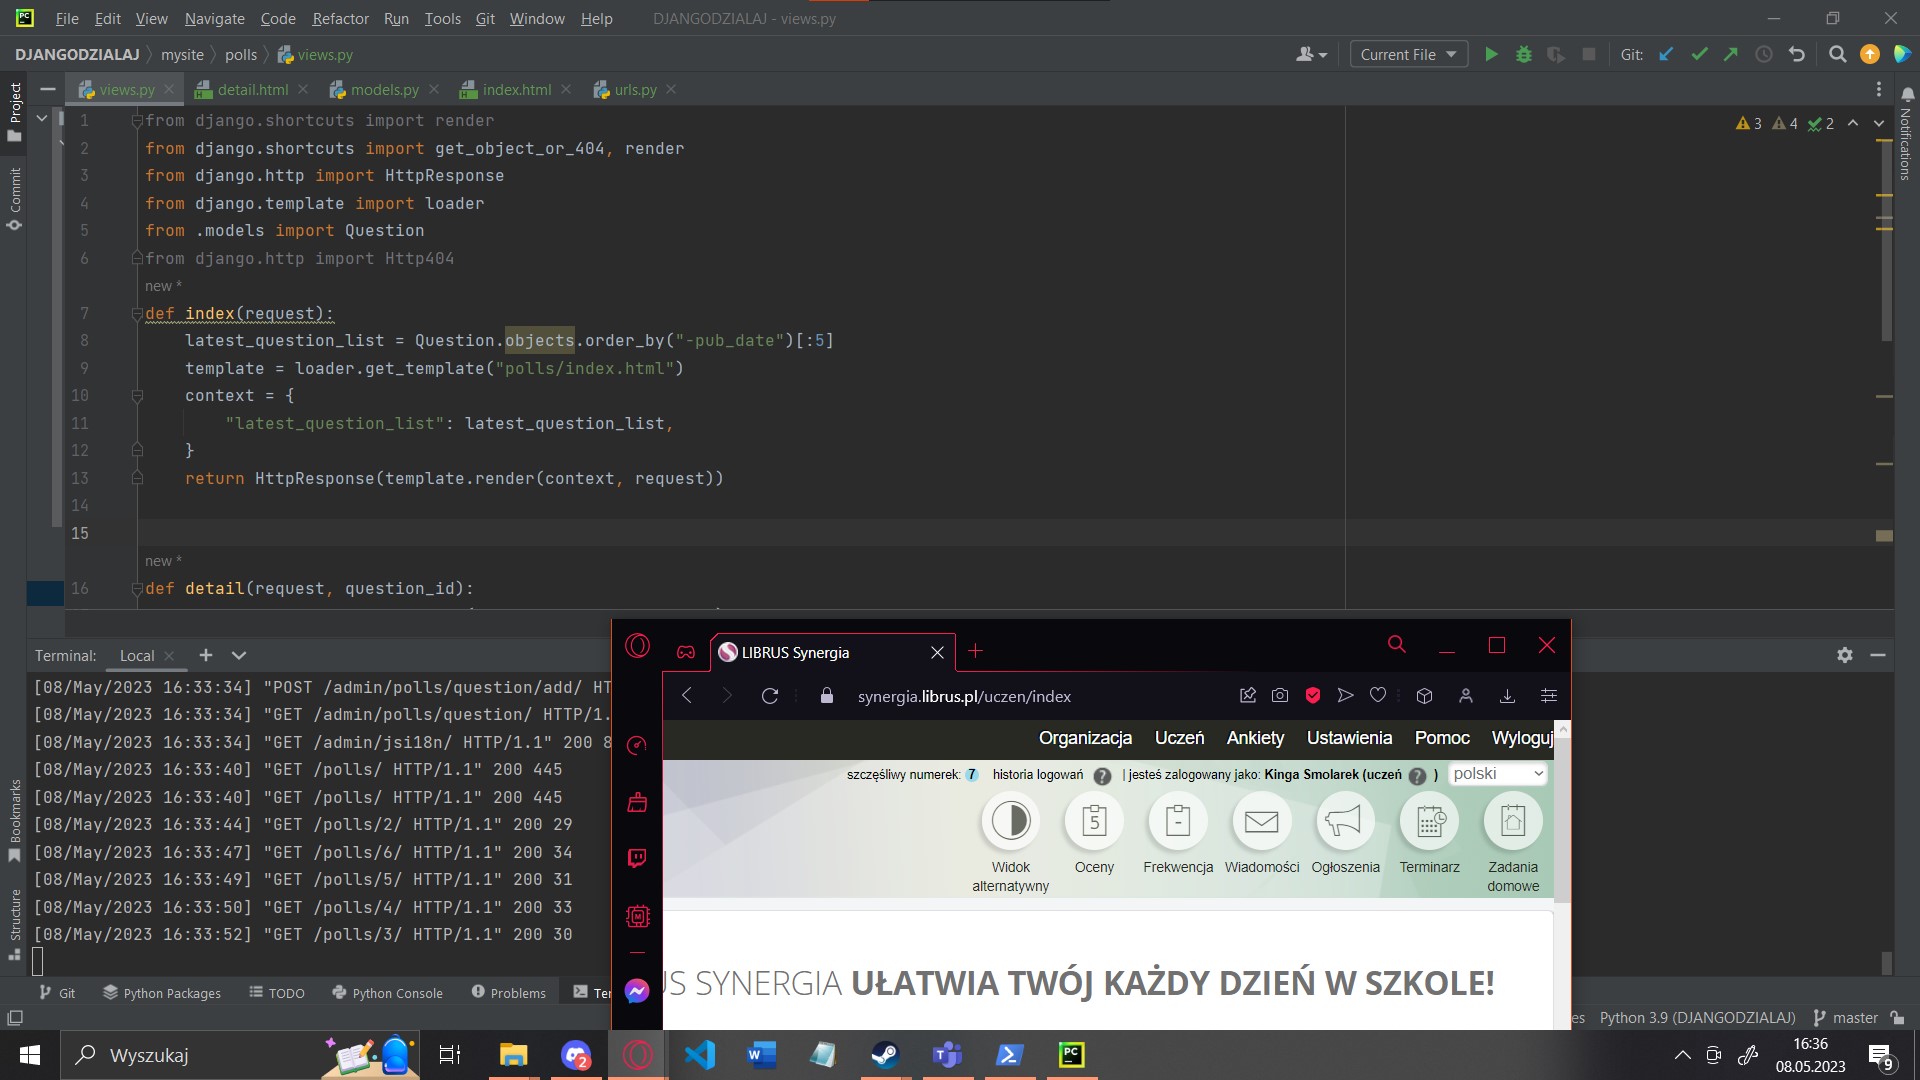 File Edit View Navigate Code Refactor Run Tools Git Window Help DJANGODZIALAJ - views.py
DJANGODZIALAJ mysite polls views.py
Current File
Git:
views.py detail.html models.py index.html urls.py
Project
Commit
Bookmarks
Structure
Notifications
3 4 2
1 from django.shortcuts import render
2 from django.shortcuts import get_object_or_404, render
3 from django.http import HttpResponse
4 from django.template import loader
5 from .models import Question
6 from django.http import Http404
new *
7 def index(request):
8 latest_question_list = Question.objects.order_by("-pub_date")[:5]
9 template = loader.get_template("polls/index.html")
10 context = {
11 "latest_question_list": latest_question_list,
12 }
13 return HttpResponse(template.render(context, request))
14
15
new *
16 def detail(request, question_id):
Terminal: Local
[08/May/2023 16:33:34] "POST /admin/polls/question/add/ HT
[08/May/2023 16:33:34] "GET /admin/polls/question/ HTTP/1.
[08/May/2023 16:33:34] "GET /admin/jsi18n/ HTTP/1.1" 200 8
[08/May/2023 16:33:40] "GET /polls/ HTTP/1.1" 200 445
[08/May/2023 16:33:40] "GET /polls/ HTTP/1.1" 200 445
[08/May/2023 16:33:44] "GET /polls/2/ HTTP/1.1" 200 29
[08/May/2023 16:33:47] "GET /polls/6/ HTTP/1.1" 200 34
[08/May/2023 16:33:49] "GET /polls/5/ HTTP/1.1" 200 31
[08/May/2023 16:33:50] "GET /polls/4/ HTTP/1.1" 200 33
[08/May/2023 16:33:52] "GET /polls/3/ HTTP/1.1" 200 30
LIBRUS Synergia
synergia.librus.pl/uczen/index
Organizacja Uczeń Ankiety Ustawienia Pomoc Wyloguj
szczęśliwy numerek: 7 historia logowań ? | jesteś zalogowany jako: Kinga Smolarek (uczeń ? ) polski
5 -
Widok alternatywny
Oceny
Frekwencja
Wiadomości
Ogłoszenia
Terminarz
Zadania domowe
US SYNERGIA UŁATWIA TWÓJ KAŻDY DZIEŃ W SZKOLE!
Git Python Packages TODO Python Console Problems Ter
es Python 3.9 (DJANGODZIALAJ) master
Wyszukaj
2
16:36
08.05.2023
9